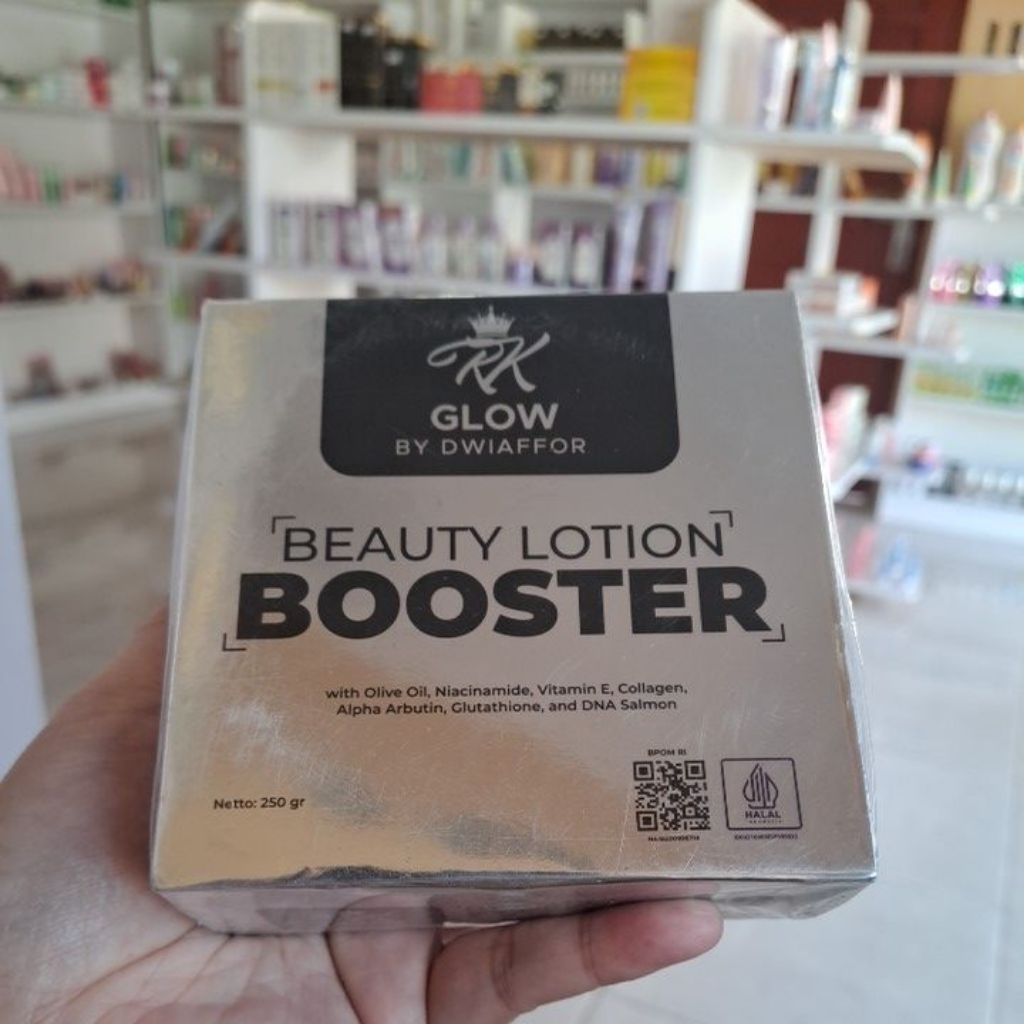 RK
GLOW
BY DWIAFFOR
BEAUTY LOTION
BOOSTER
with Olive Oil, Niacinamide, Vitamin E, Collagen,
Alpha Arbutin, Glutathione, and DNA Salmon
Netto: 250 gr
BPOM RI
HALAL
INDONESIA